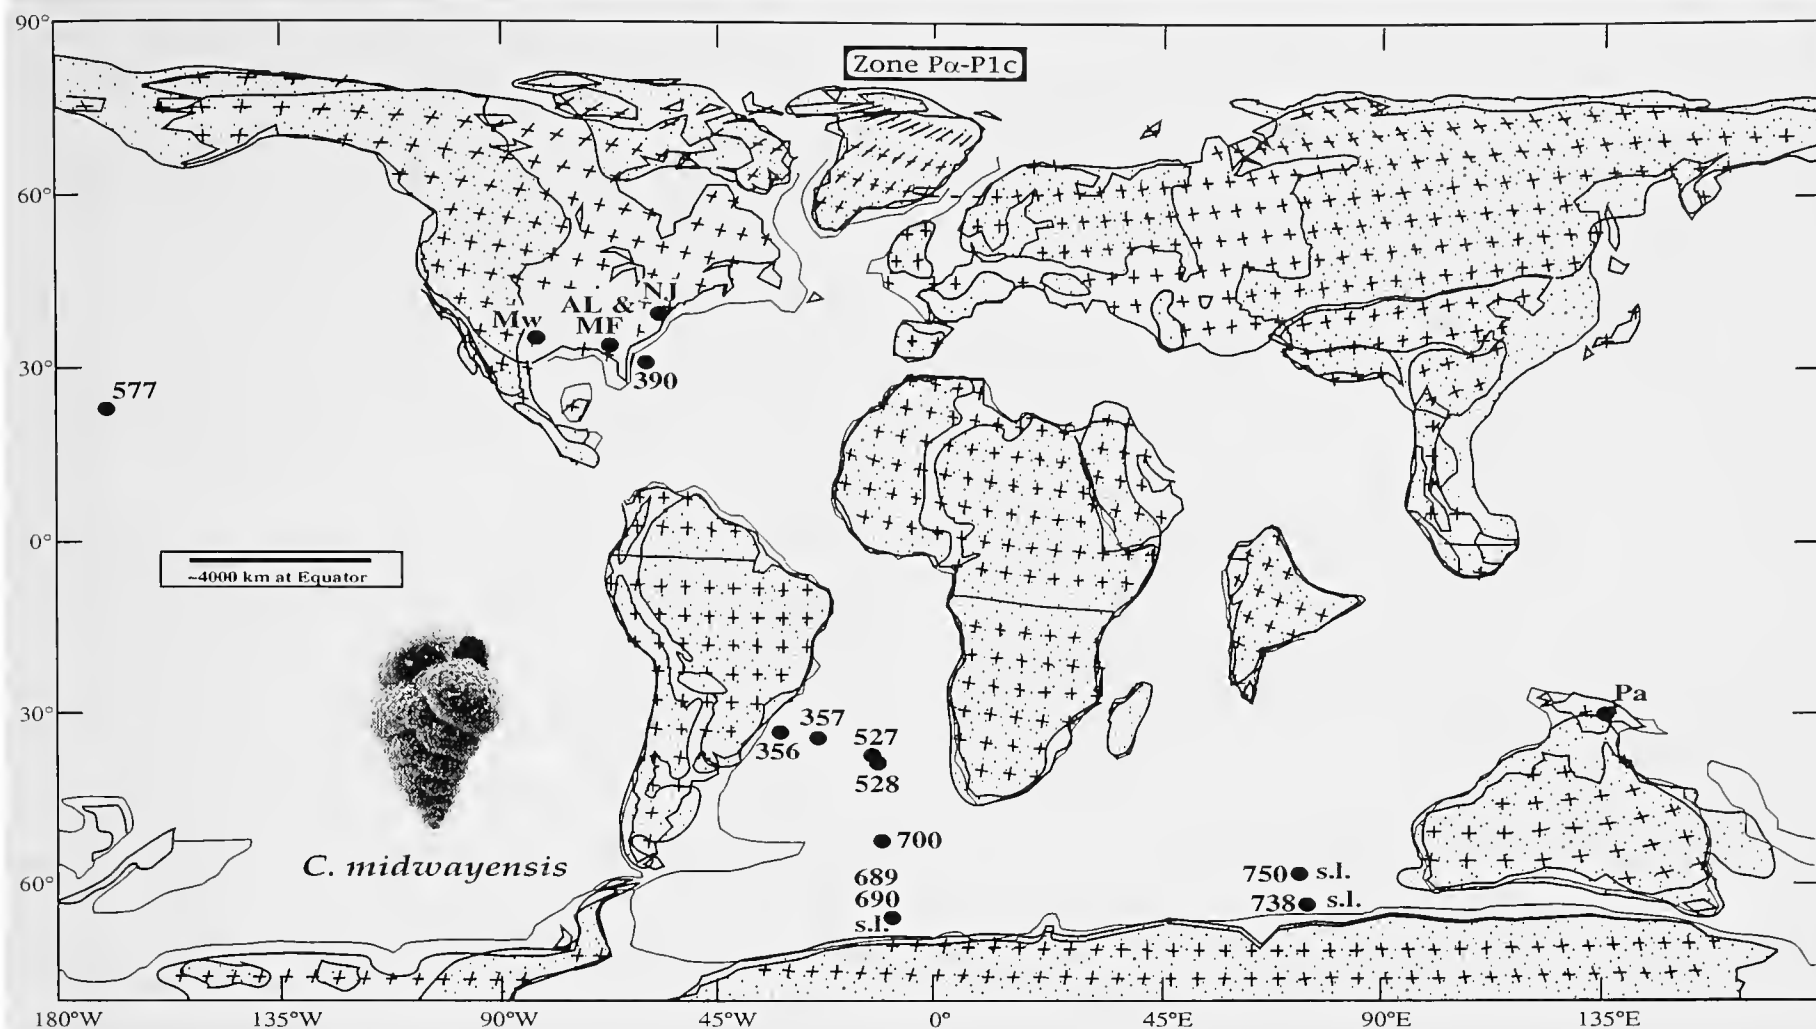 90°
Zone Pα-P1c
60°
NJ
AL &
Mw
MF
30°
390
577
0°
~4000 km at Equator
Pa
30°
357
527
356
528
700
C. midwayensis
60°
689
750 s.l.
690
738 s.l.
s.l.
180°W
135°W
90°W
45°W
0°
45°E
90°E
135°E